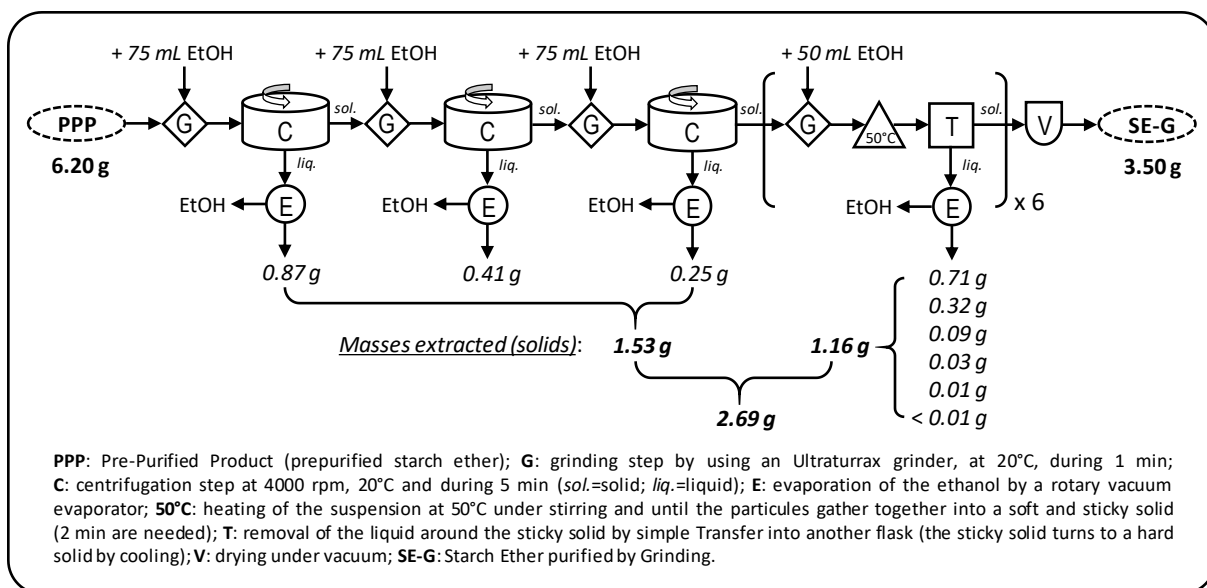 + 75 mL EtOH + 75 mL EtOH + 75 mL EtOH + 50 mL EtOH
PPP G C sol. G C sol. G C sol. G 50°C T sol. V SE-G
6.20 g liq. liq. liq. liq. 3.50 g
EtOH E EtOH E EtOH E EtOH E x 6
0.87 g 0.41 g 0.25 g 0.71 g
0.32 g
0.09 g
Masses extracted (solids): 1.53 g 1.16 g
0.03 g
0.01 g
2.69 g < 0.01 g
PPP: Pre-Purified Product (prepurified starch ether); G: grinding step by using an Ultraturrax grinder, at 20°C, during 1 min;
C: centrifugation step at 4000 rpm, 20°C and during 5 min (sol.=solid; liq.=liquid); E: evaporation of the ethanol by a rotary vacuum
evaporator; 50°C: heating of the suspension at 50°C under stirring and until the particules gather together into a soft and sticky solid
(2 min are needed); T: removal of the liquid around the sticky solid by simple Transfer into another flask (the sticky solid turns to a hard
solid by cooling); V: drying under vacuum; SE-G: Starch Ether purified by Grinding.